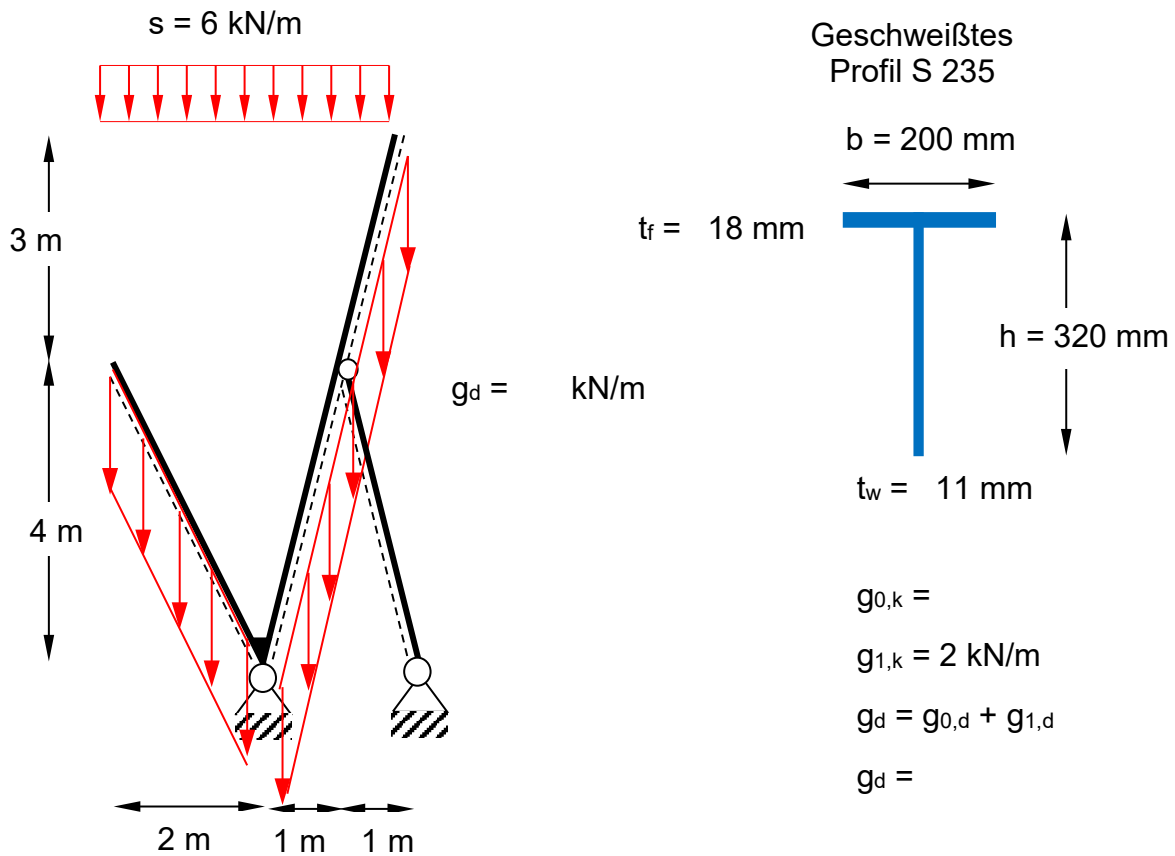 s = 6 kN/m
3 m
4 m
2 m
1 m
1 m
gd = kN/m
Geschweißtes
Profil S 235
b = 200 mm
tf = 18 mm
h = 320 mm
tw = 11 mm
g0,k =
g1,k = 2 kN/m
gd = g0,d + g1,d
gd =